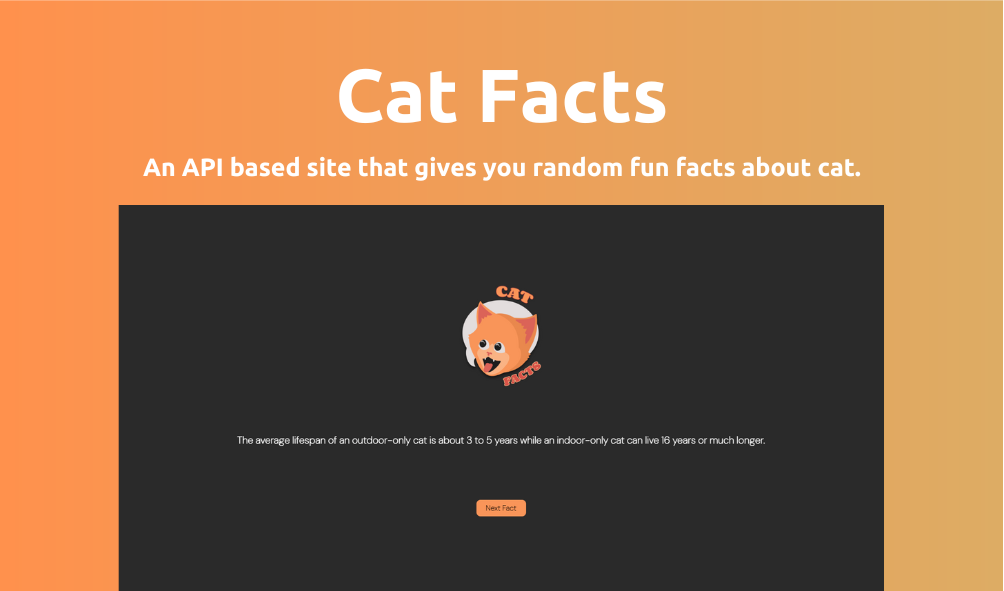 Cat Facts
An API based site that gives you random fun facts about cat.
CAT
FACTS
The average lifespan of an outdoor-only cat is about 3 to 5 years while an indoor-only cat can live 16 years or much longer.
Next Fact